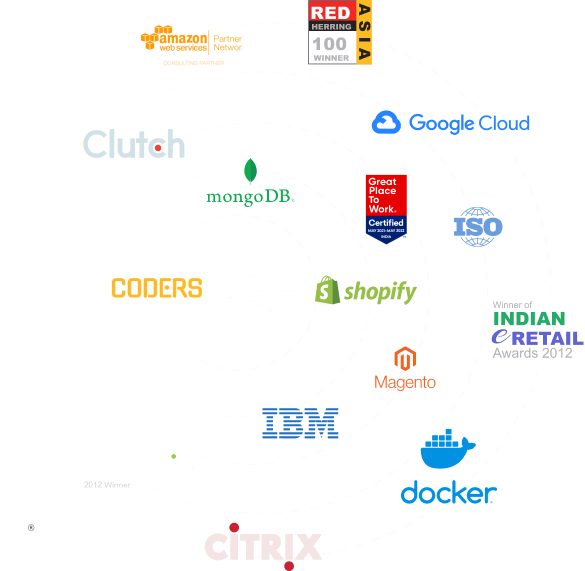 RED
HERRING
100
WINNER
ASIA
amazon
web services
Partner
Networ
CONSULTING PARTNER
Google Cloud
Clutch
mongoDB
Great
Place
To
Work.
Certified
MAY 2021-MAY 2022
INDIA
ISO
CODERS
shopify
Winner of
INDIAN
eRETAIL
Awards 2012
Magento
IBM
docker
2012 Winner
®
CITRIX